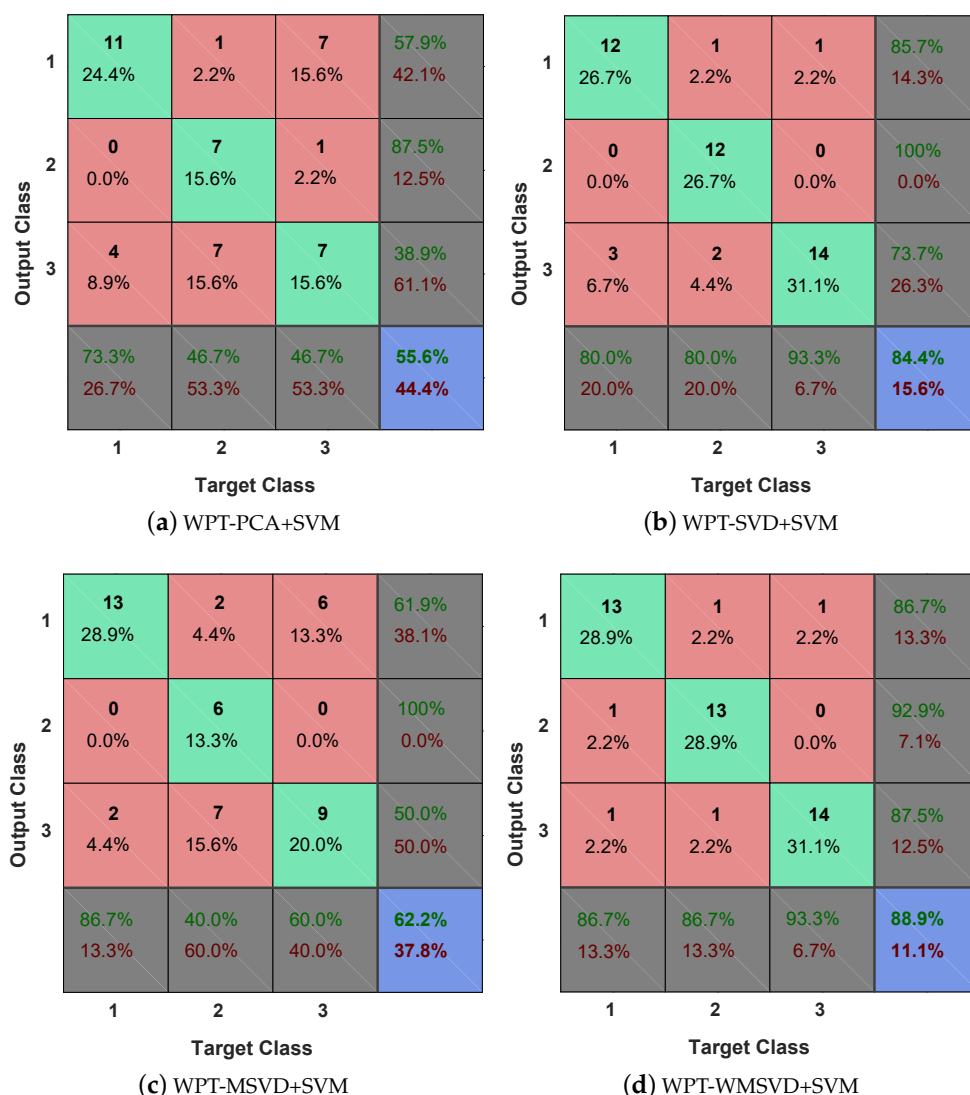 11 1 7 57.9%
1
24.4% 2.2% 15.6% 42.1%
0 7 1 87.5%
2
0.0% 15.6% 2.2% 12.5%
4 7 7 38.9%
3
8.9% 15.6% 15.6% 61.1%
73.3% 46.7% 46.7% 55.6%
26.7% 53.3% 53.3% 44.4%
1 2 3
Output Class
Target Class
(a) WPT-PCA+SVM
12 1 1 85.7%
1
26.7% 2.2% 2.2% 14.3%
0 12 0 100%
2
0.0% 26.7% 0.0% 0.0%
3 2 14 73.7%
3
6.7% 4.4% 31.1% 26.3%
80.0% 80.0% 93.3% 84.4%
20.0% 20.0% 6.7% 15.6%
1 2 3
Output Class
Target Class
(b) WPT-SVD+SVM
13 2 6 61.9%
1
28.9% 4.4% 13.3% 38.1%
0 6 0 100%
2
0.0% 13.3% 0.0% 0.0%
2 7 9 50.0%
3
4.4% 15.6% 20.0% 50.0%
86.7% 40.0% 60.0% 62.2%
13.3% 60.0% 40.0% 37.8%
1 2 3
Output Class
Target Class
(c) WPT-MSVD+SVM
13 1 1 86.7%
1
28.9% 2.2% 2.2% 13.3%
1 13 0 92.9%
2
2.2% 28.9% 0.0% 7.1%
1 1 14 87.5%
3
2.2% 2.2% 31.1% 12.5%
86.7% 86.7% 93.3% 88.9%
13.3% 13.3% 6.7% 11.1%
1 2 3
Output Class
Target Class
(d) WPT-WMSVD+SVM